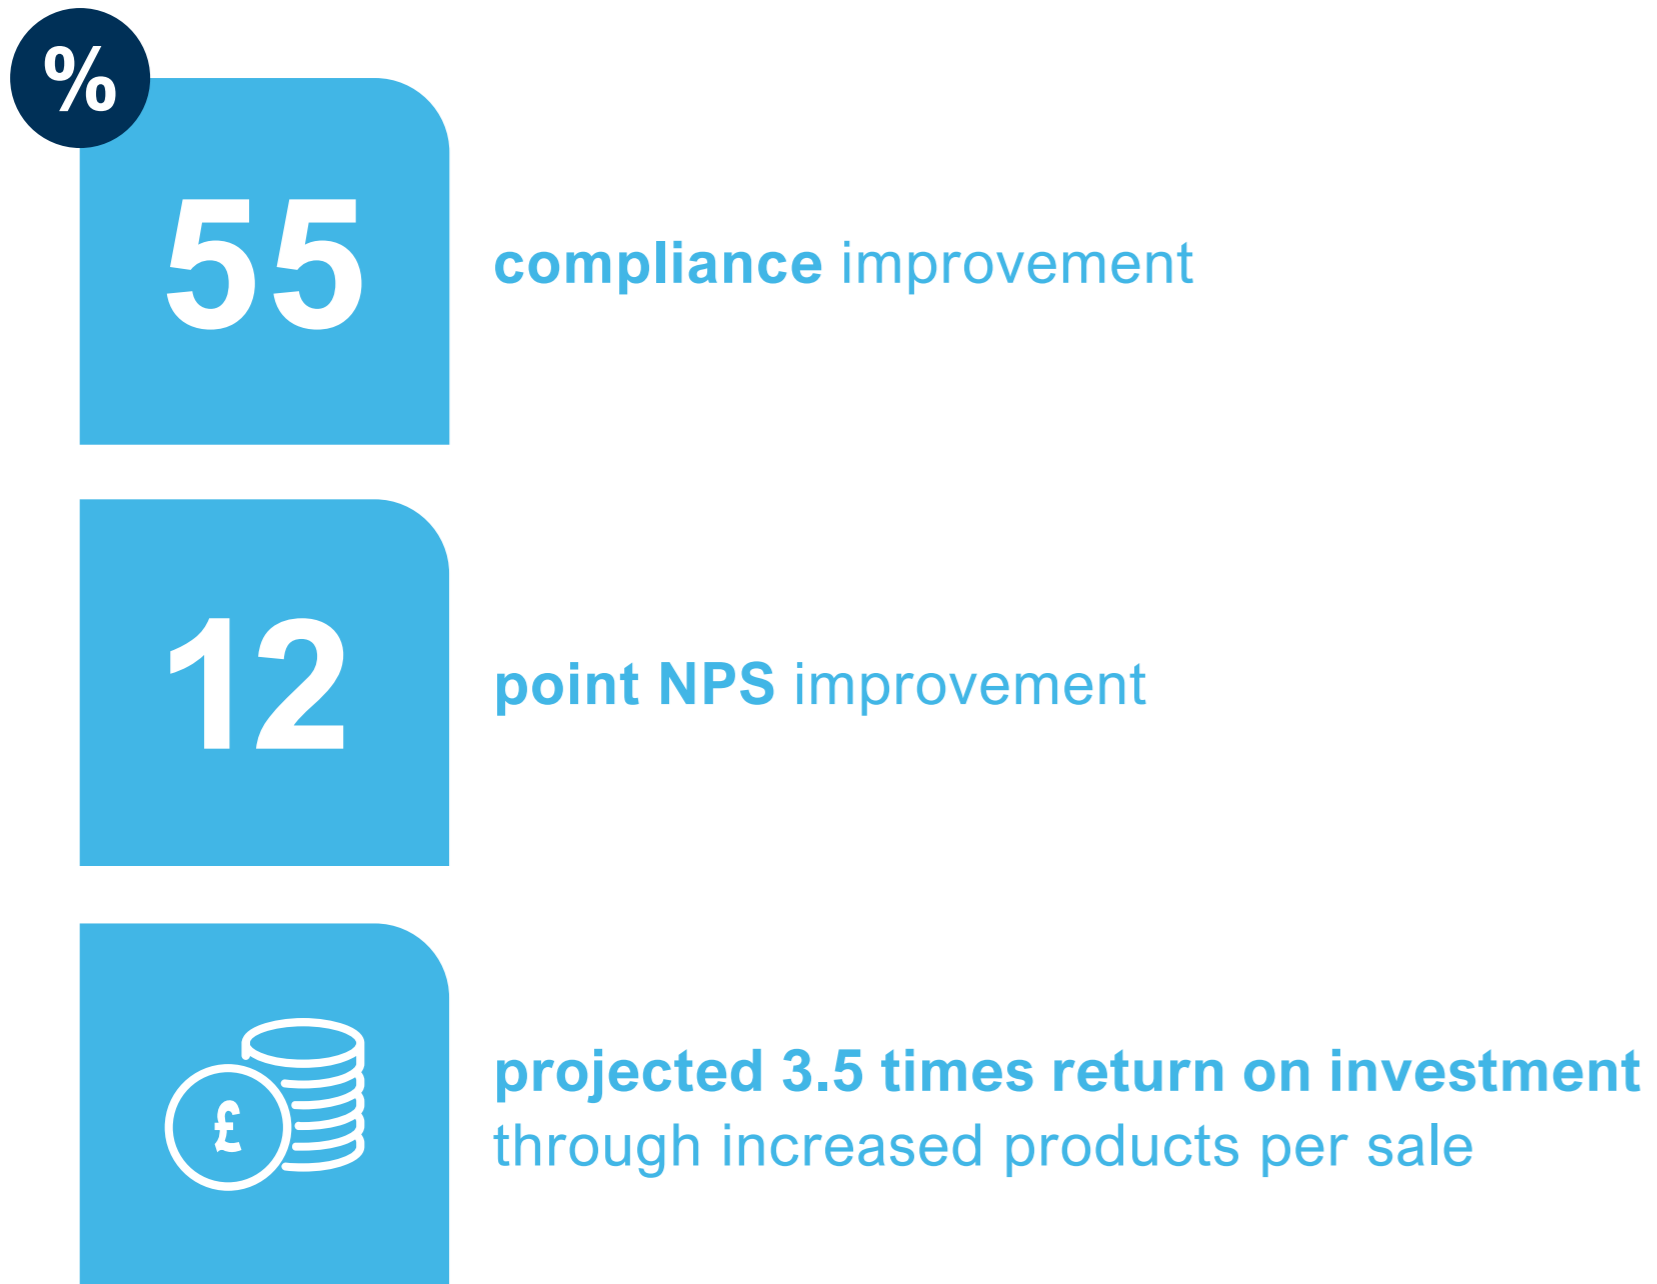 %
55
compliance improvement
12
point NPS improvement
£
projected 3.5 times return on investment
through increased products per sale